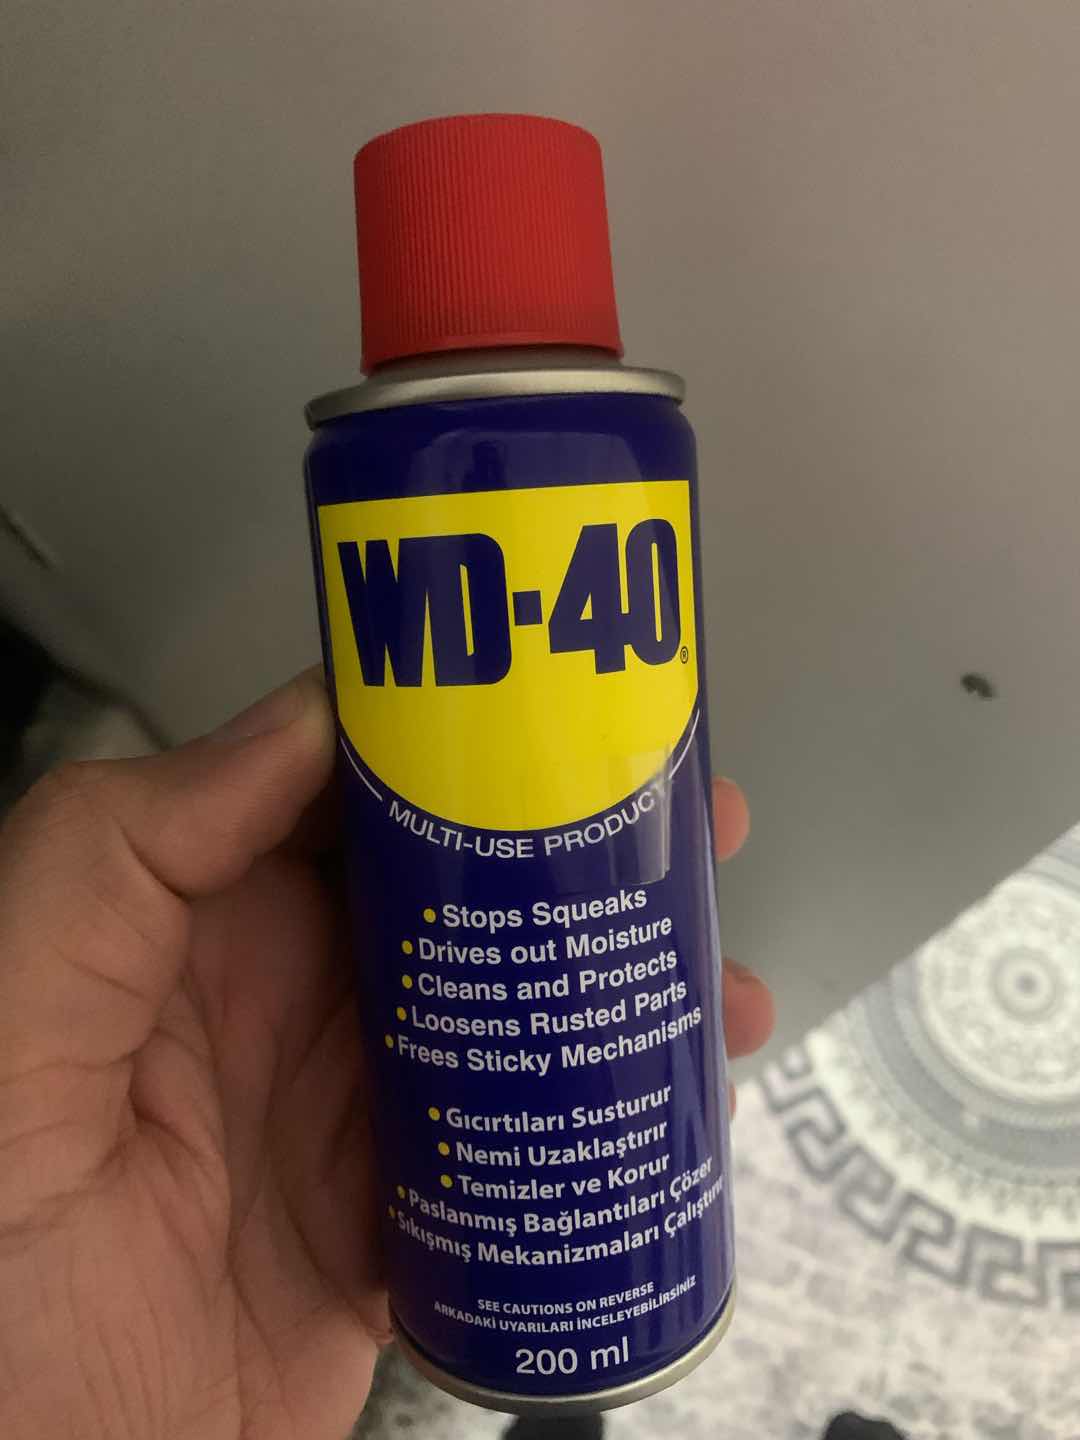 WD-40®
MULTI-USE PRODUCT
• Stops Squeaks
• Drives out Moisture
• Cleans and Protects
• Loosens Rusted Parts
• Frees Sticky Mechanisms
• Gıcırtıları Susturur
• Nemi Uzaklaştırır
• Temizler ve Korur
• Paslanmış Bağlantıları Çözer
• Sıkışmış Mekanizmaları Çalıştırır
SEE CAUTIONS ON REVERSE
ARKADAKİ UYARILARI İNCELEYEBİLİRSİNİZ
200 ml